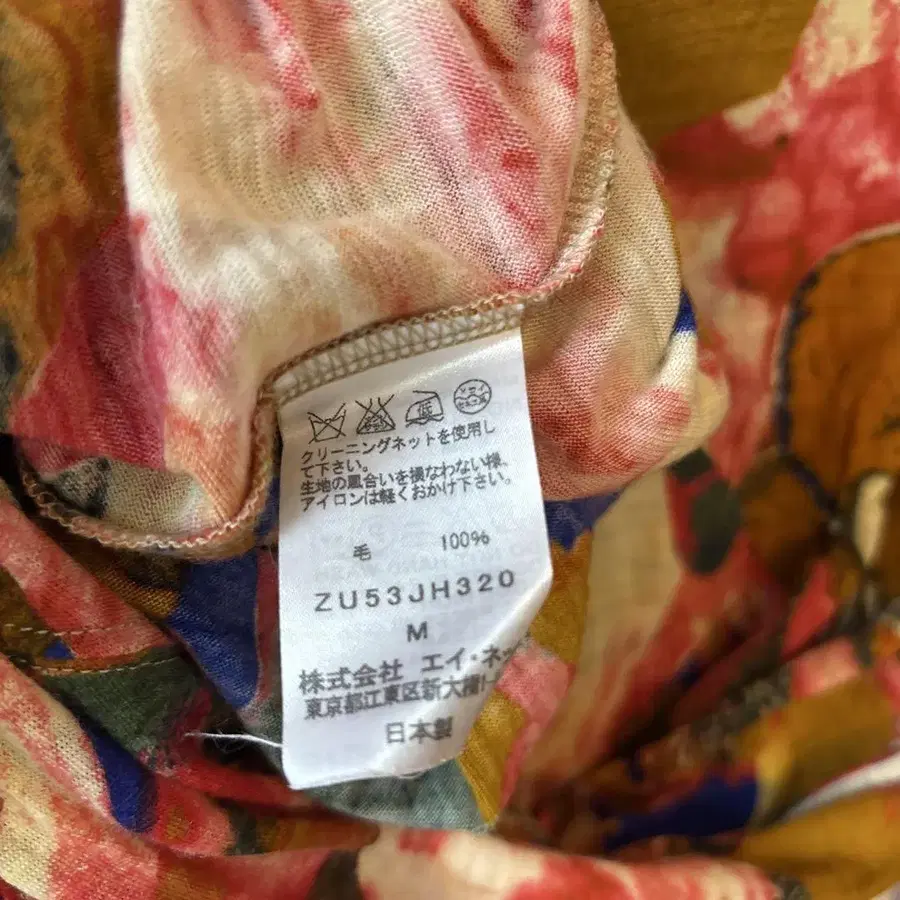 低
クリーニングネットを使用し
て下さい。
生地の風合いを損なわない様、
アイロンは軽くおかけ下さい。
毛 100%
ZU53JH320
M
株式会社 エイ・ネッ
東京都江東区新大橋1-
日本製